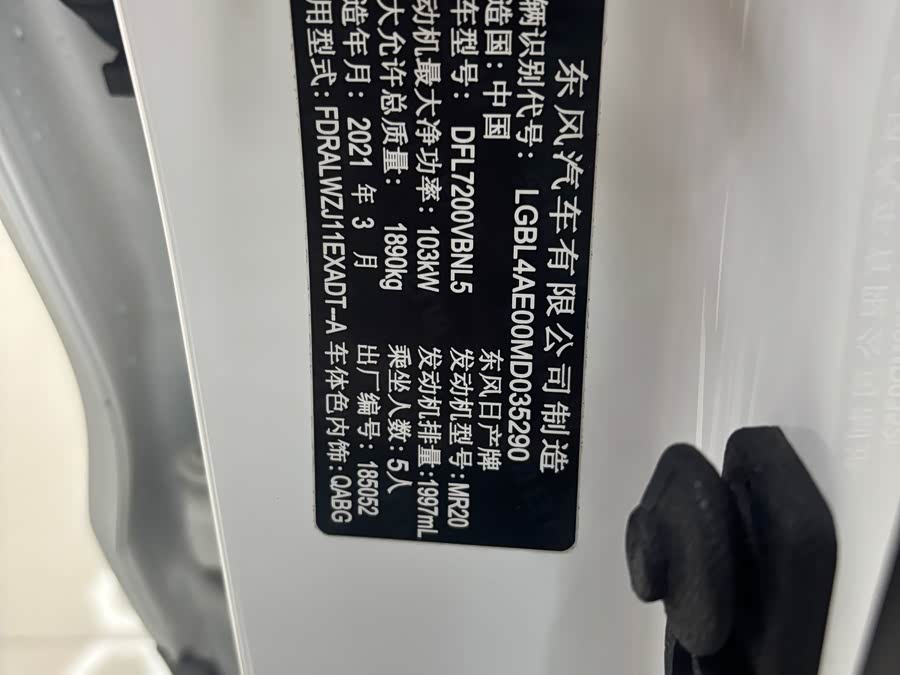 东风汽车有限公司制造
辆识别代号：LGBL4AE00MD035290
造国：中国 东风日产牌
车型号：DFL7200VBNL5 发动机型号：MR20
动机最大净功率：103kW 发动机排量：1997mL
大允许总质量：1890kg 乘坐人数：5人
造年月：2021 年 3 月 出厂编号：185052
用型式：FDRALWZJ11EXADT--A 车体色内饰：QABG